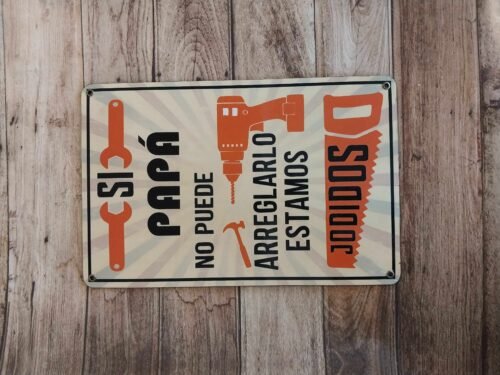 SI
PAPÁ
NO PUEDE
ARREGLARLO
ESTAMOS
JODIDOS